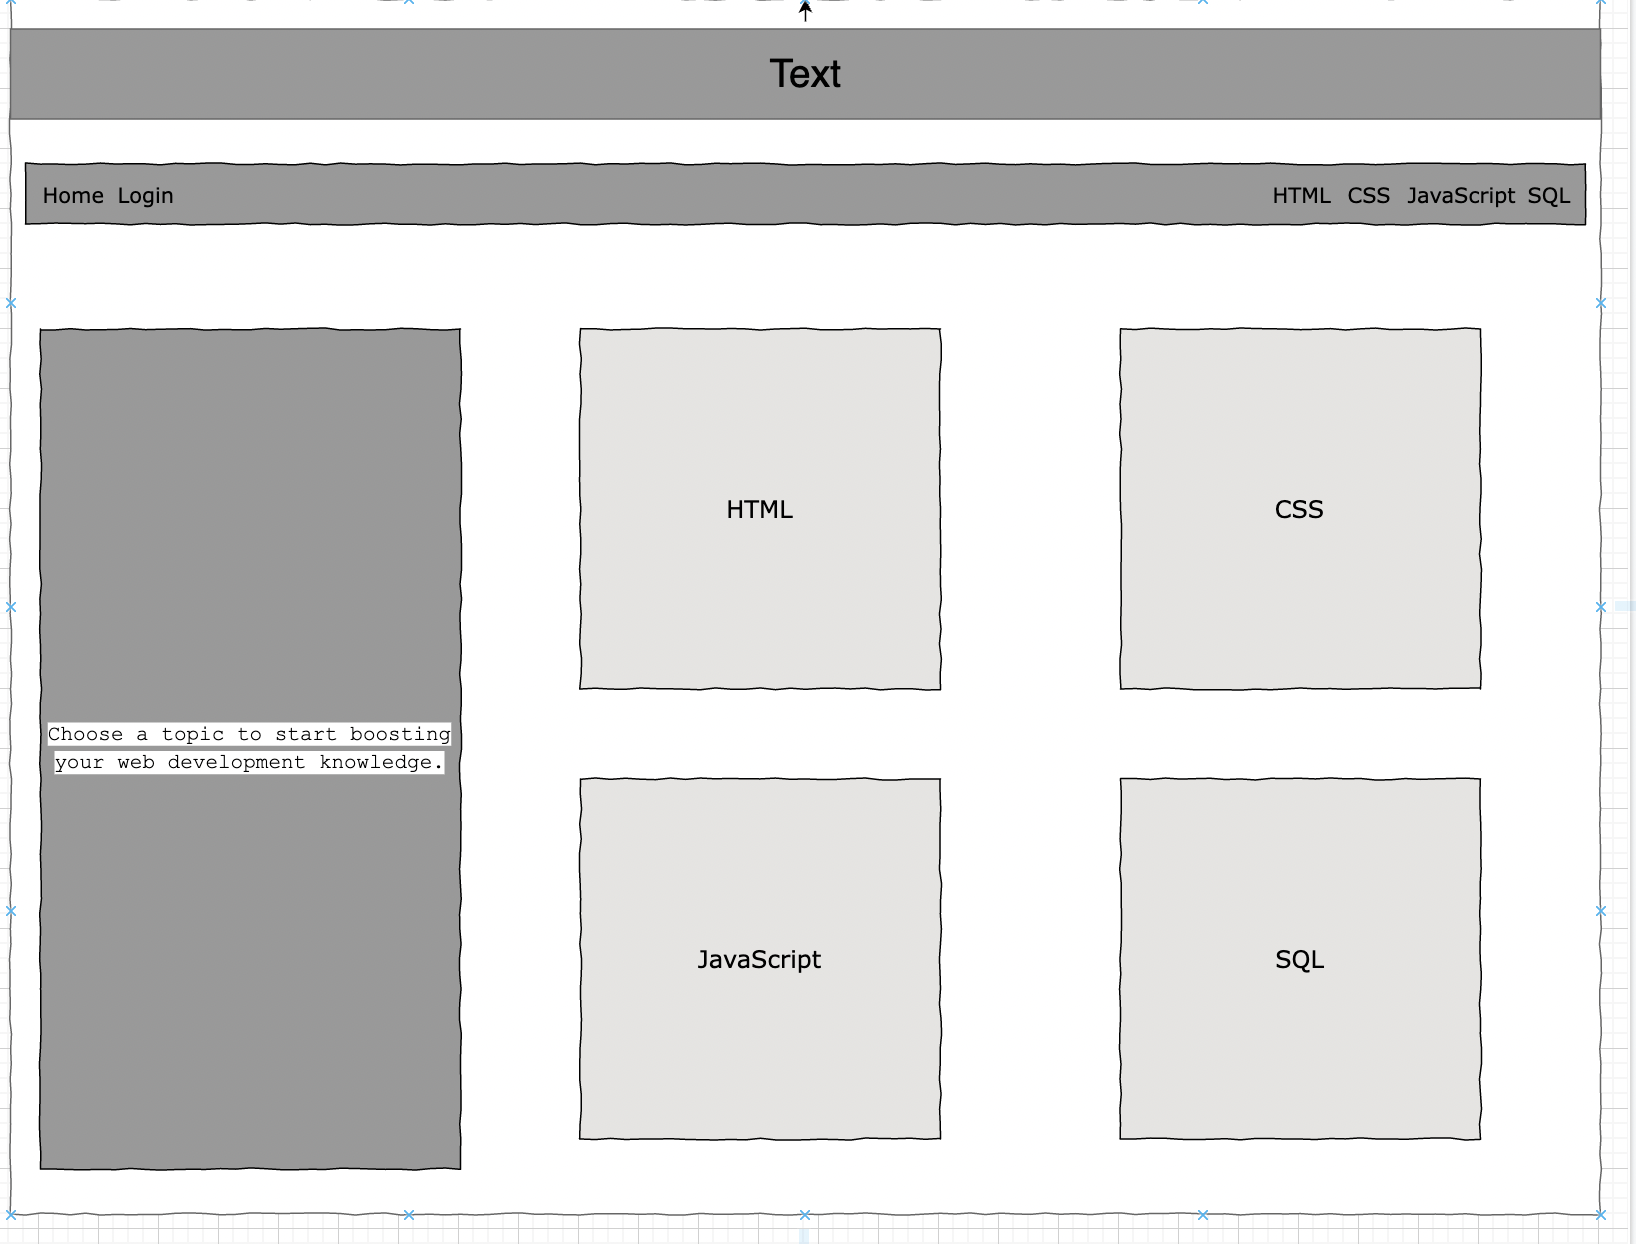 Text
Home Login HTML CSS JavaScript SQL
HTML CSS
Choose a topic to start boosting
your web development knowledge.
JavaScript SQL